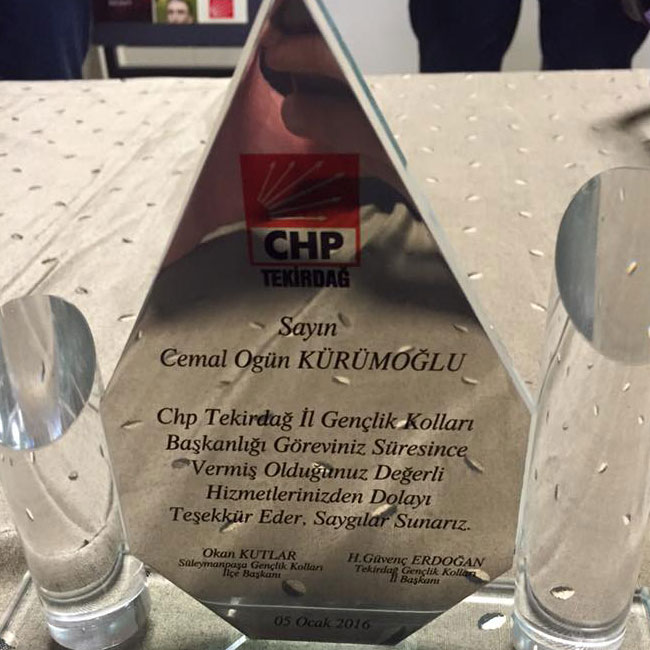 CHP
TEKİRDAĞ
Sayın
Cemal Ogün KÜRÜMOĞLU
Chp Tekirdağ İl Gençlik Kolları
Başkanlığı Göreviniz Süresince
Vermiş Olduğunuz Değerli
Hizmetlerinizden Dolayı
Teşekkür Eder, Saygılar Sunarız.
Okan KUTLAR
Süleymanpaşa Gençlik Kolları
İlçe Başkanı
H.Güvenç ERDOĞAN
Tekirdağ Gençlik Kolları
İl Başkanı
05 Ocak 2016